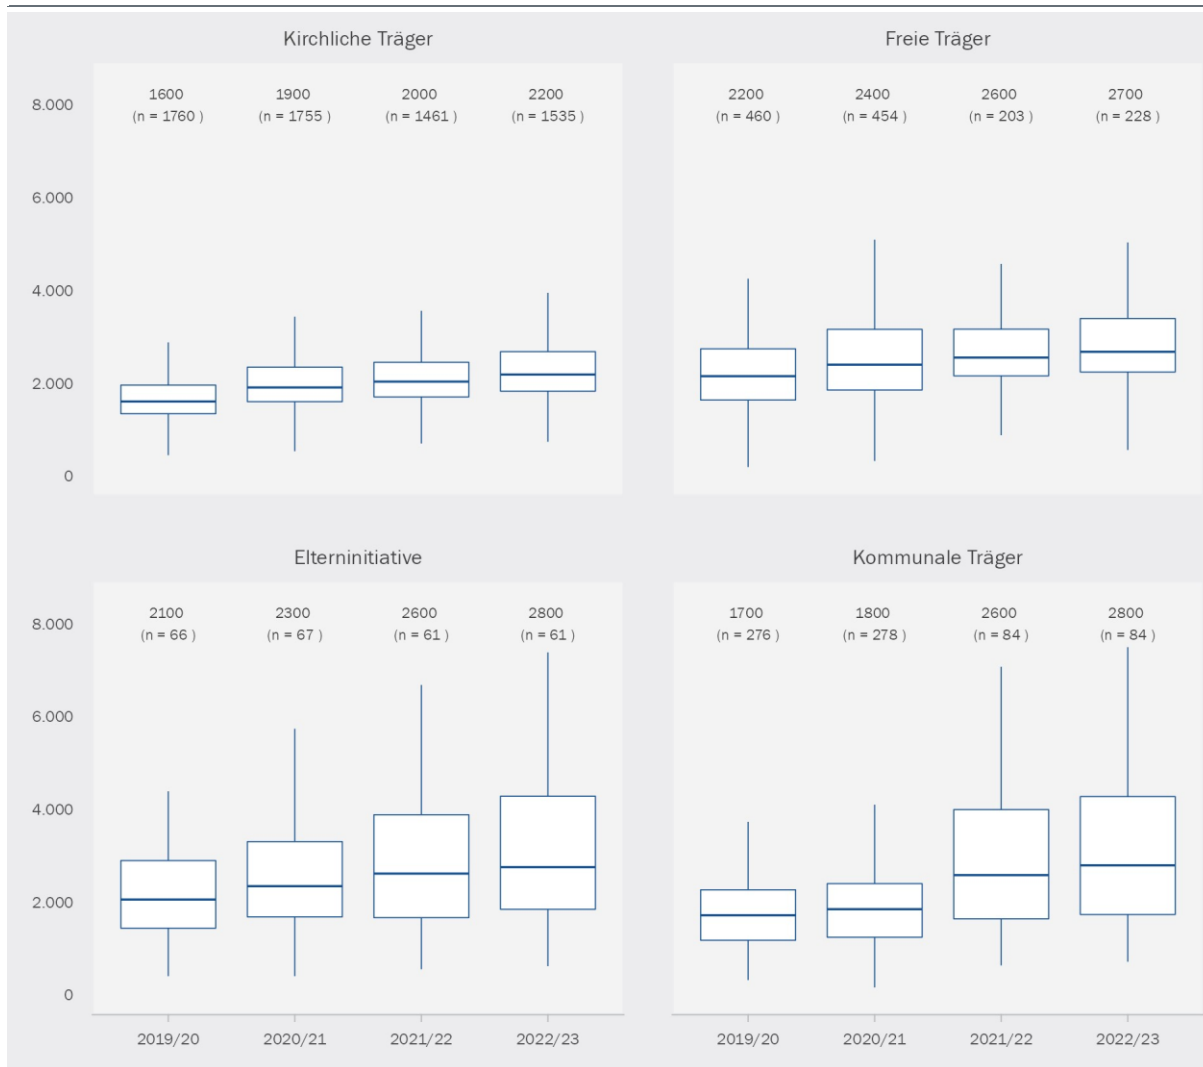 Kirchliche Träger
8.000
6.000
4.000
2.000
0
1600 1900 2000 2200
(n = 1760 ) (n = 1755 ) (n = 1461 ) (n = 1535 )
Freie Träger
2200 2400 2600 2700
(n = 460 ) (n = 454 ) (n = 203 ) (n = 228 )
Elterninitiative
8.000
6.000
4.000
2.000
0
2100 2300 2600 2800
(n = 66 ) (n = 67 ) (n = 61 ) (n = 61 )
2019/20 2020/21 2021/22 2022/23
Kommunale Träger
1700 1800 2600 2800
(n = 276 ) (n = 278 ) (n = 84 ) (n = 84 )
2019/20 2020/21 2021/22 2022/23